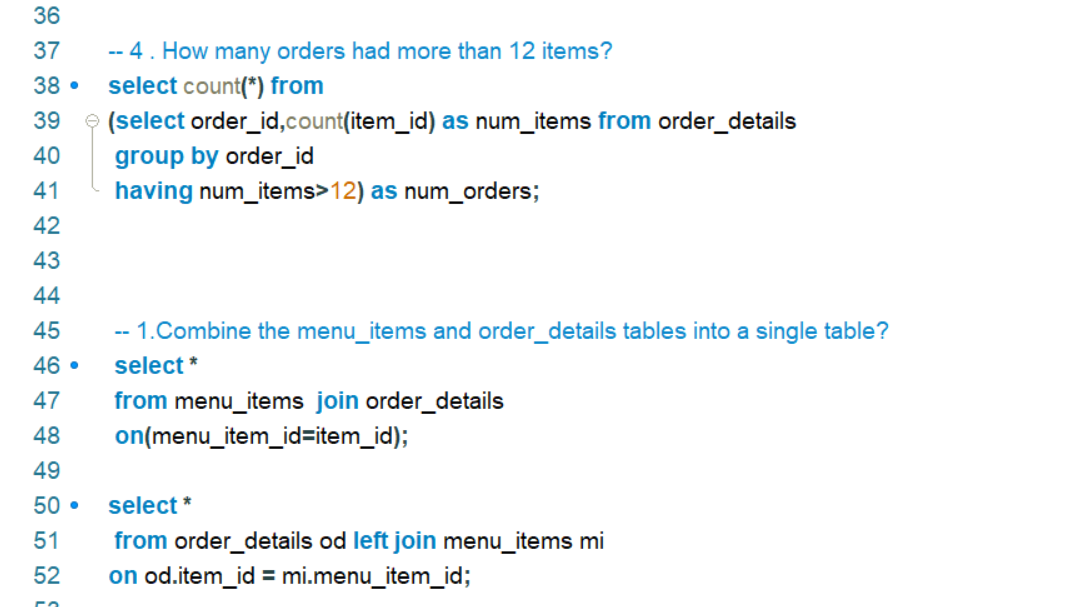 36
37 -- 4 . How many orders had more than 12 items?
38 select count(*) from
39 (select order_id,count(item_id) as num_items from order_details
40 group by order_id
41 having num_items>12) as num_orders;
42
43
44
45 -- 1.Combine the menu_items and order_details tables into a single table?
46 select *
47 from menu_items  join order_details
48 on(menu_item_id=item_id);
49
50 select *
51 from order_details od left join menu_items mi
52 on od.item_id = mi.menu_item_id;